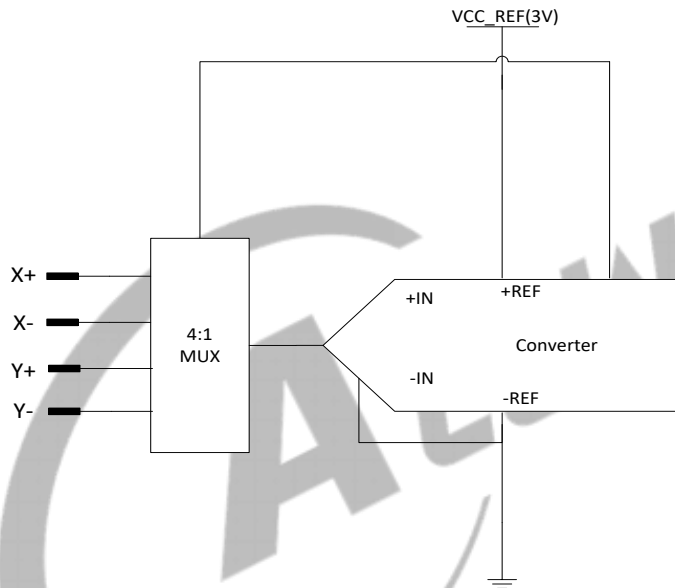 VCC_REF(3V)
X+
X-
Y+
Y-
4:1
MUX
+IN
+REF
Converter
-IN
-REF